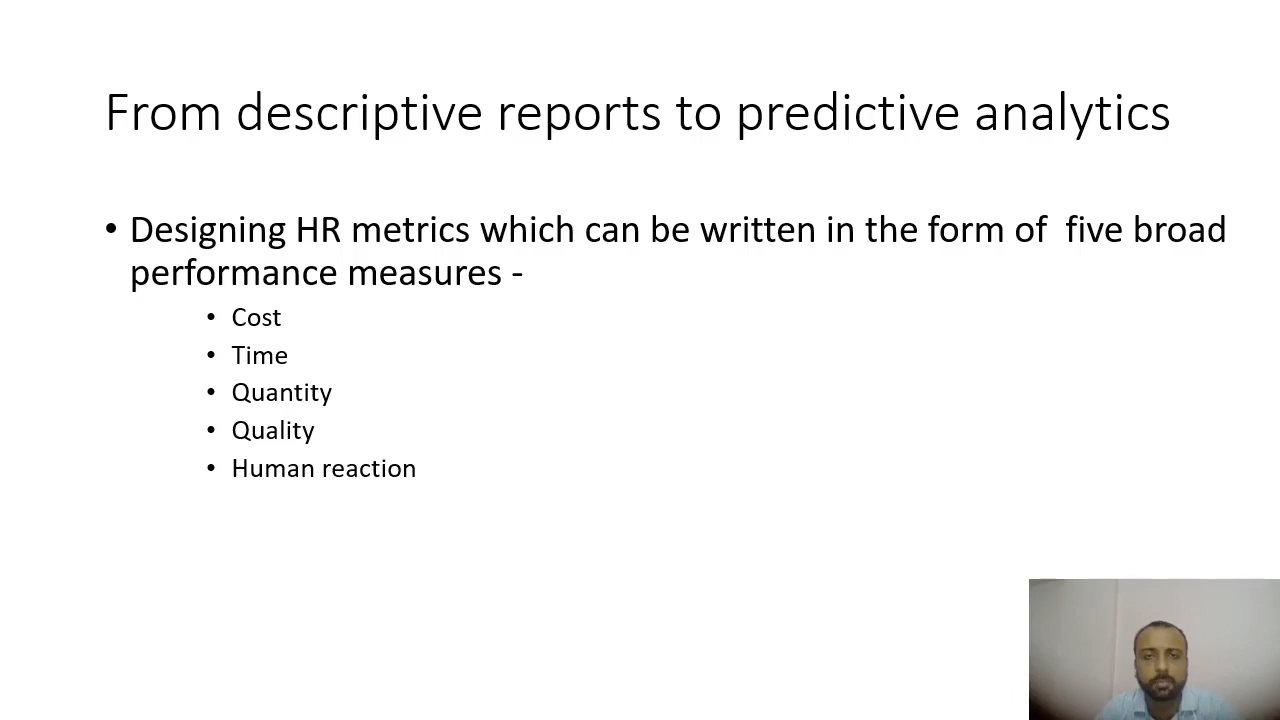 From descriptive reports to predictive analytics
• Designing HR metrics which can be written in the form of  five broad
performance measures -
• Cost
• Time
• Quantity
• Quality
• Human reaction